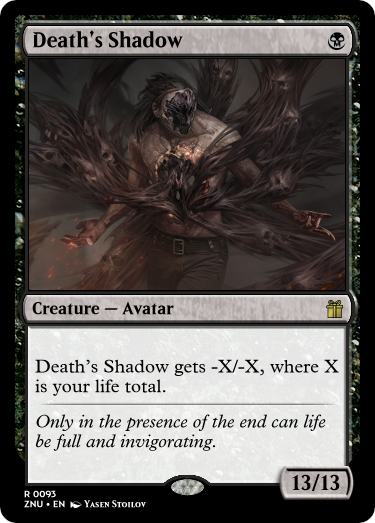 Death's Shadow
Creature — Avatar
Death's Shadow gets -X/-X, where X
is your life total.
Only in the presence of the end can life
be full and invigorating.
13/13
R 0093
ZNU • EN Yasen Stoilov